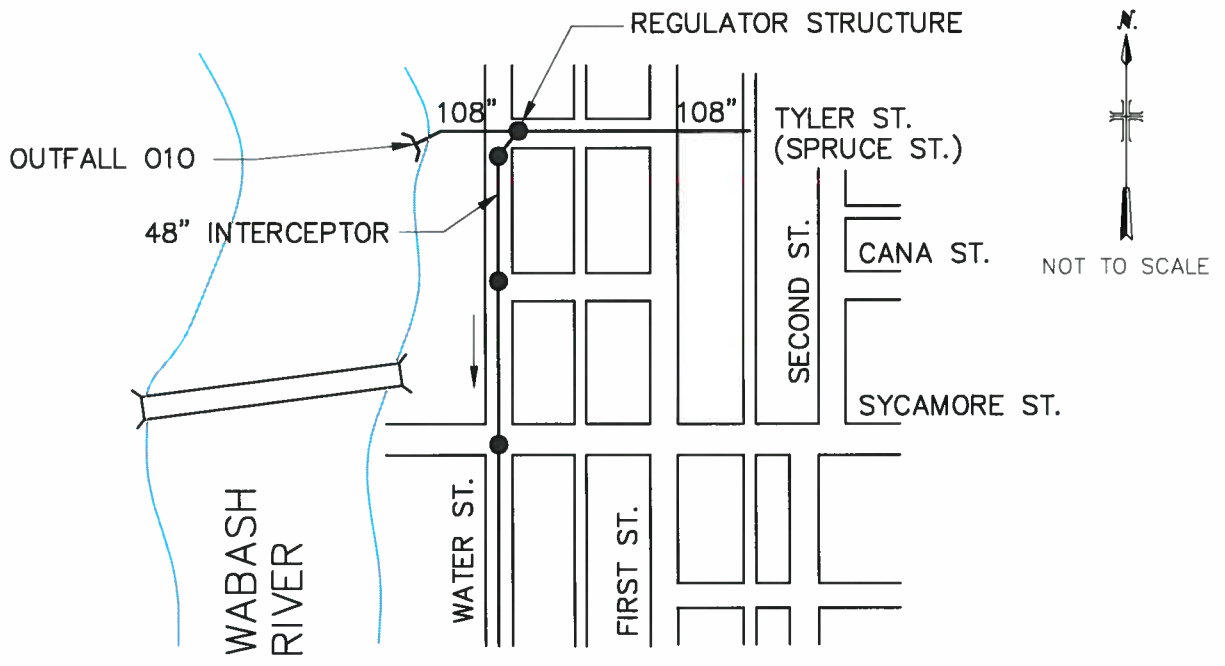 REGULATOR STRUCTURE
N.
108"
108"
TYLER ST.
(SPRUCE ST.)
OUTFALL 010
48" INTERCEPTOR
SECOND ST.
CANA ST.
NOT TO SCALE
SYCAMORE ST.
WATER ST.
FIRST ST.
WABASH
RIVER